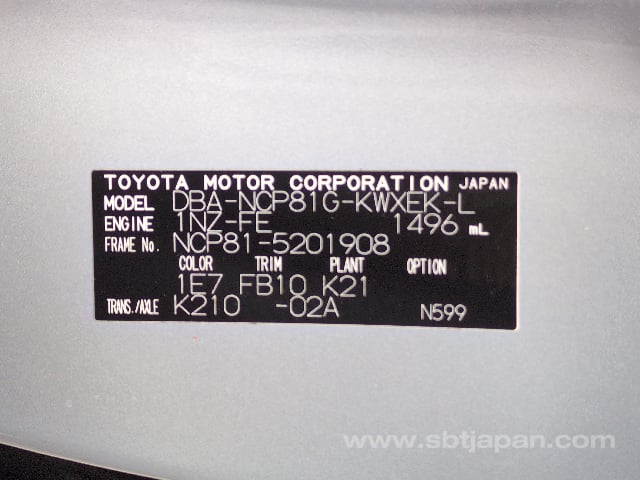 TOYOTA MOTOR CORPORATION JAPAN
MODEL DBA-NCP81G-KWXEK-L
ENGINE 1NZ-FE 1496 mL
FRAME No. NCP81-5201908
COLOR TRIM PLANT OPTION
1E7 FB10 K21
TRANS./AXLE K210 -02A N599
www.sbtjapan.com